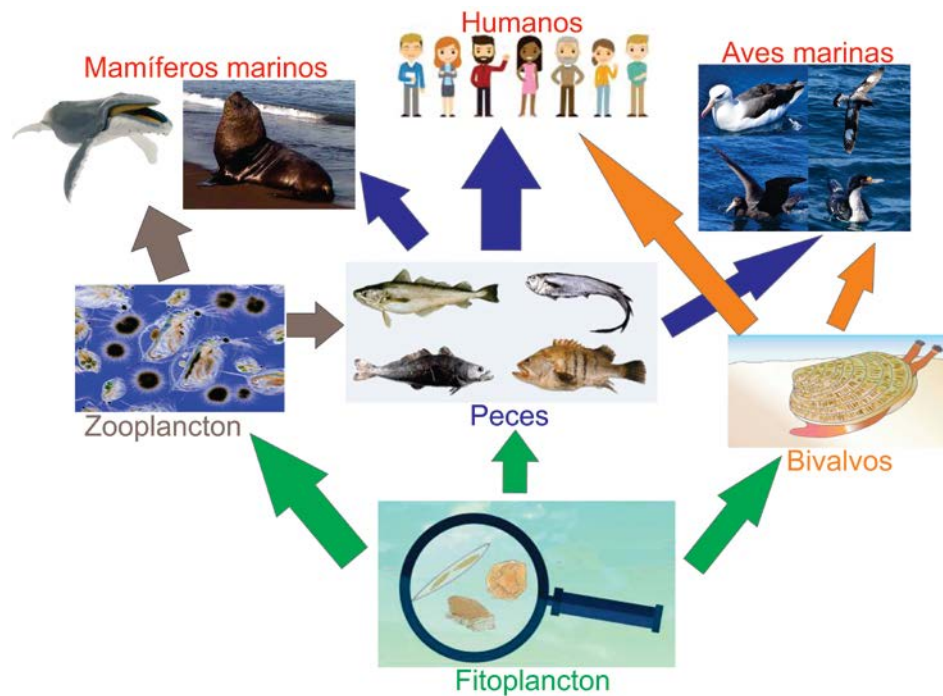 Humanos
Mamíferos marinos
Aves marinas
Zooplancton
Peces
Bivalvos
Fitoplancton